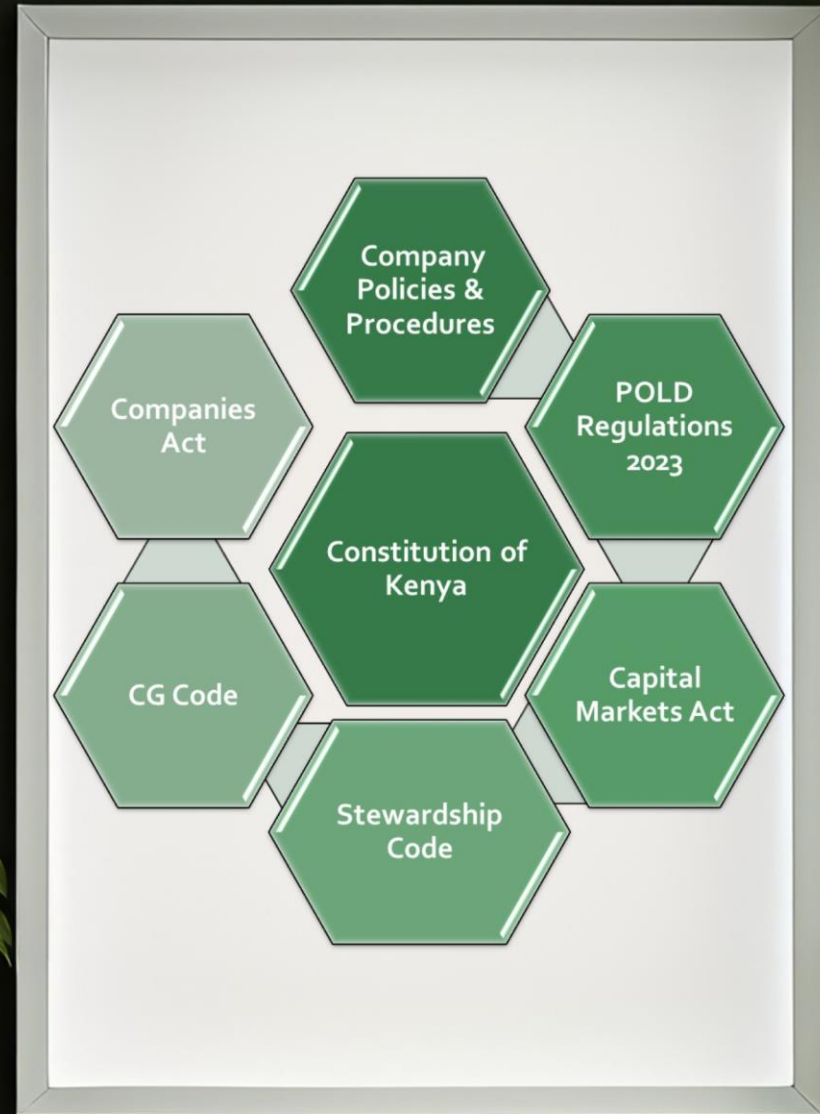 Company
Policies &
Procedures
Companies
Act
POLD
Regulations
2023
Constitution of
Kenya
CG Code
Capital
Markets Act
Stewardship
Code